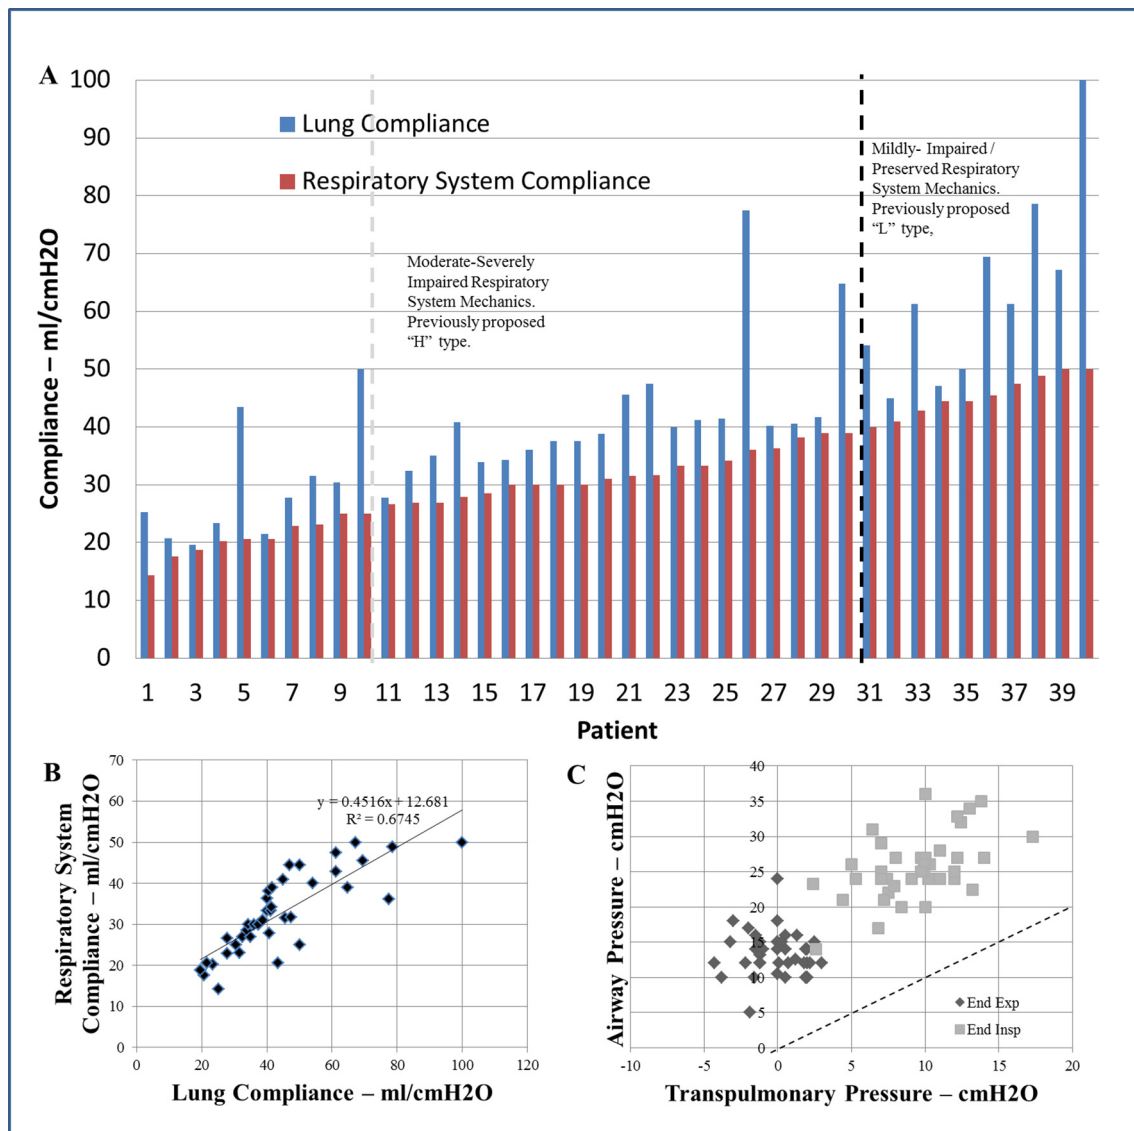 A
100
90
80
70
60
50
40
30
20
10
0
Compliance – ml/cmH2O
Lung Compliance
Respiratory System Compliance
Moderate-Severely
Impaired Respiratory
System Mechanics.
Previously proposed
“H” type.
Mildly- Impaired /
Preserved Respiratory
System Mechanics.
Previously proposed
“L” type,
1 3 5 7 9 11 13 15 17 19 21 23 25 27 29 31 33 35 37 39
Patient
B
Respiratory System
Compliance – ml/cmH2O
70
60
50
40
30
20
10
0
y = 0.4516x + 12.681
R² = 0.6745
0 20 40 60 80 100 120
Lung Compliance – ml/cmH2O
C
Airway Pressure – cmH2O
40
35
30
25
20
15
10
5
0
End Exp
End Insp
-10 -5 0 5 10 15 20
Transpulmonary Pressure – cmH2O